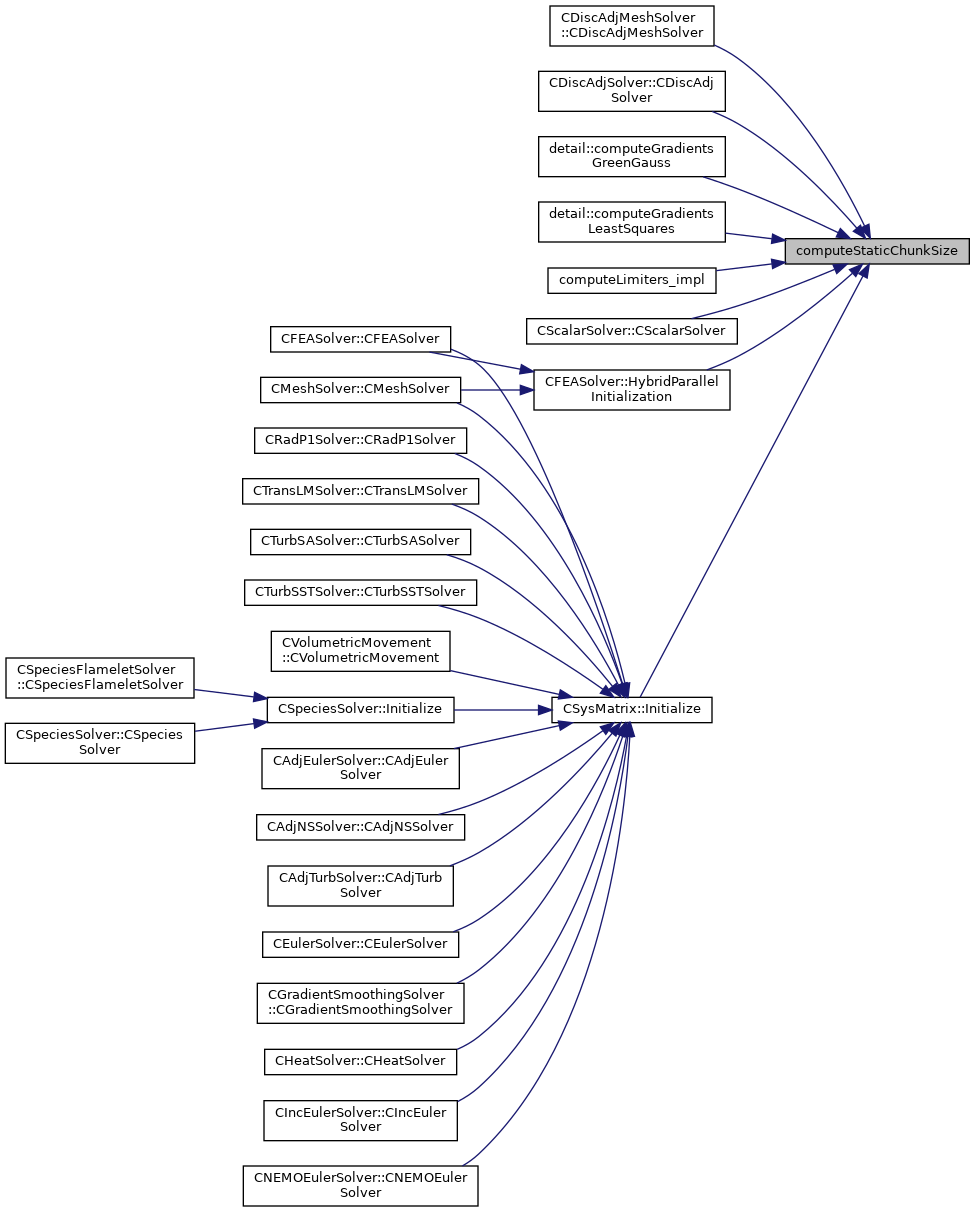 CDiscAdjMeshSolver
::CDiscAdjMeshSolver
CDiscAdjSolver::CDiscAdj
Solver
detail::computeGradients
GreenGauss
detail::computeGradients
LeastSquares
computeStaticChunkSize
computeLimiters_impl
CScalarSolver::CScalarSolver
CFEASolver::CFEASolver
CFEASolver::HybridParallel
Initialization
CMeshSolver::CMeshSolver
CRadP1Solver::CRadP1Solver
CTransLMSolver::CTransLMSolver
CTurbSASolver::CTurbSASolver
CTurbSSTSolver::CTurbSSTSolver
CVolumetricMovement
::CVolumetricMovement
CSpeciesFlameletSolver
::CSpeciesFlameletSolver
CSpeciesSolver::Initialize
CSysMatrix::Initialize
CSpeciesSolver::CSpecies
Solver
CAdjEulerSolver::CAdjEuler
Solver
CAdjNSSolver::CAdjNSSolver
CAdjTurbSolver::CAdjTurb
Solver
CEulerSolver::CEulerSolver
CGradientSmoothingSolver
::CGradientSmoothingSolver
CHeatSolver::CHeatSolver
CIncEulerSolver::CIncEuler
Solver
CNEMOEulerSolver::CNEMOEuler
Solver